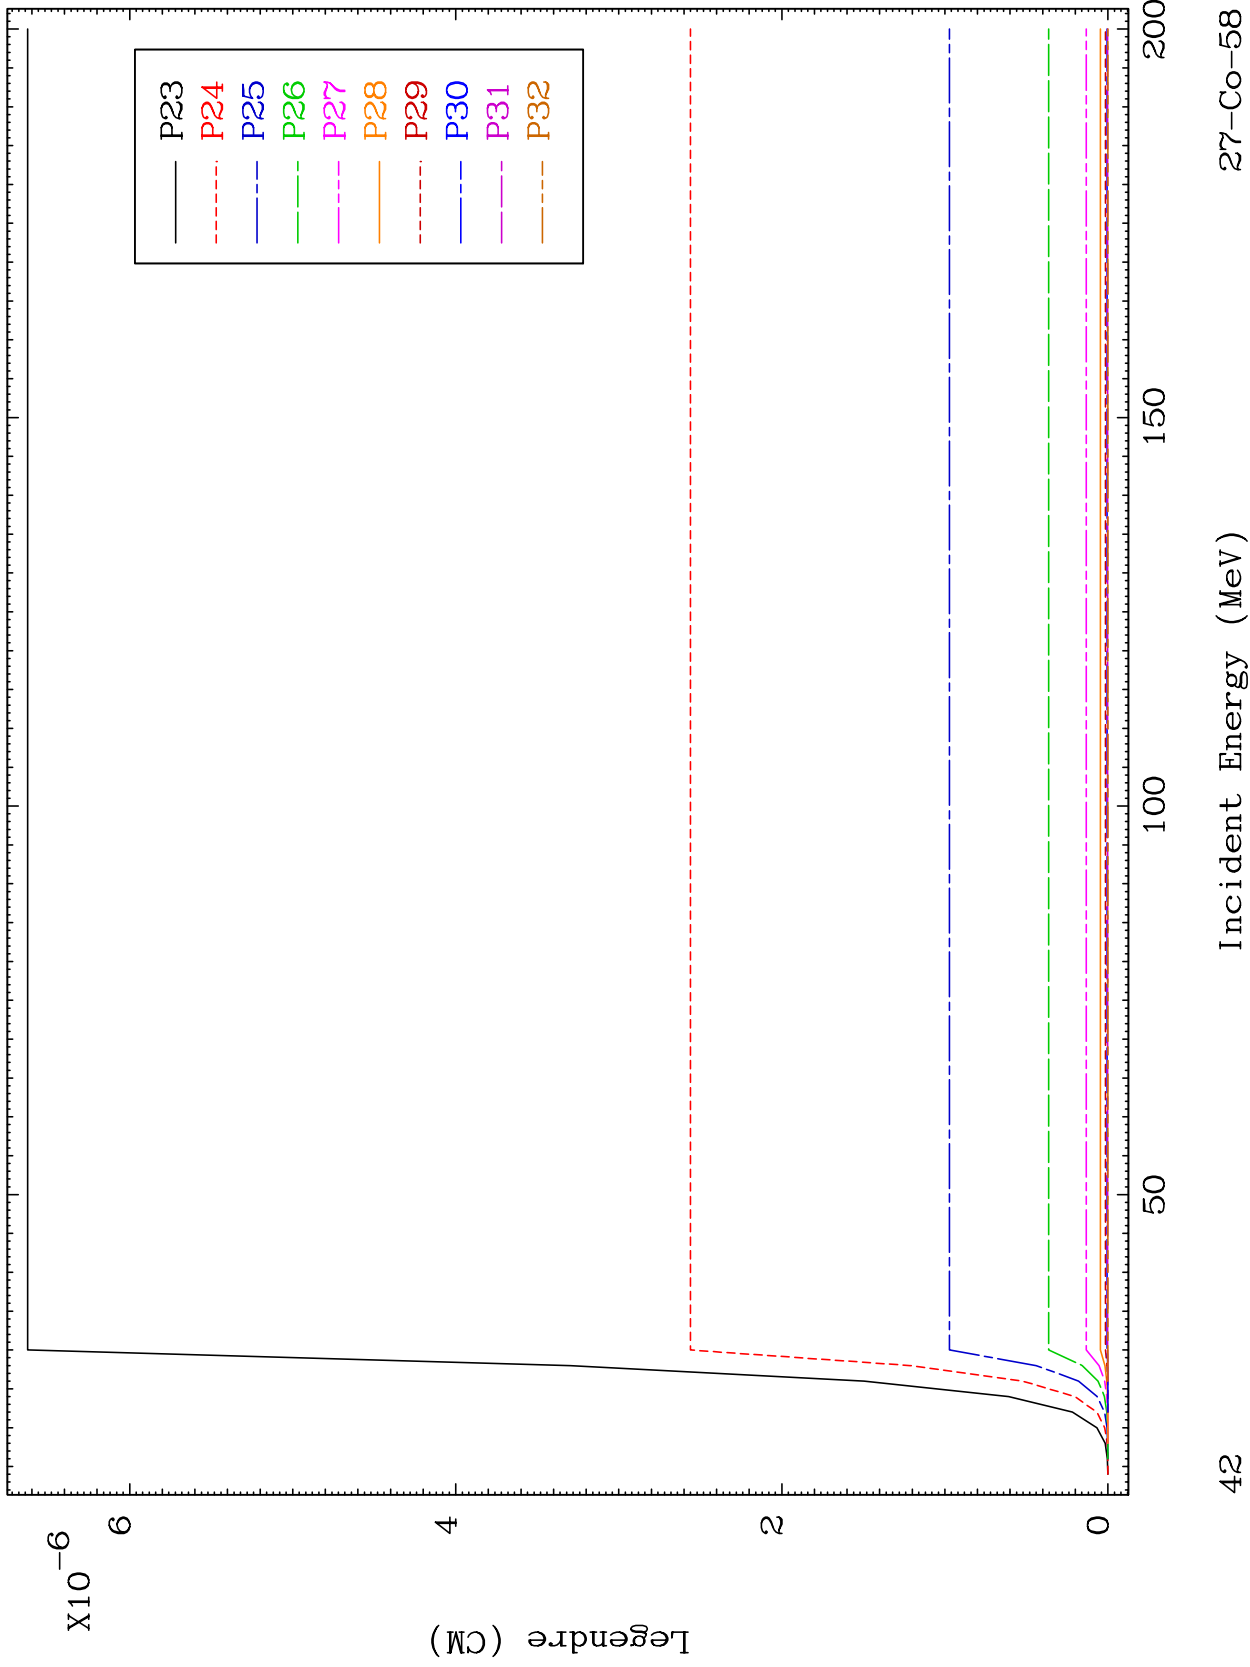 X10-6
6
4
2
0
Legendre (CM)
P23
P24
P25
P26
P27
P28
P29
P30
P31
P32
50
100
150
200
Incident Energy (MeV)
42
27-Co-58